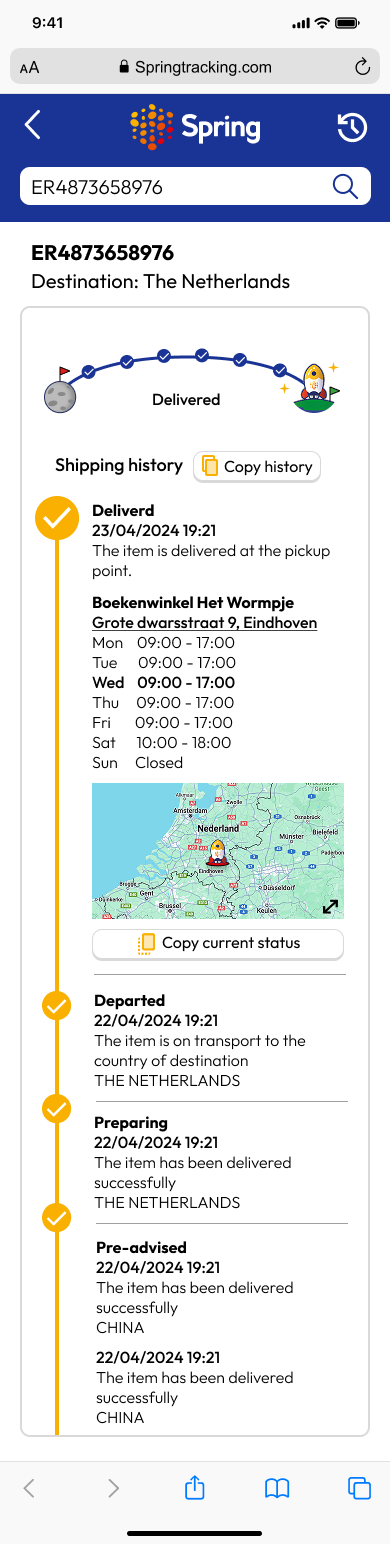 9:41
AA
Springtracking.com
Spring
ER4873658976
ER4873658976
Destination: The Netherlands
Delivered
Shipping history
Copy history
Deliverd
23/04/2024 19:21
The item is delivered at the pickup
point.
Boekenwinkel Het Wormpje
Grote dwarsstraat 9, Eindhoven
Mon 09:00 - 17:00
Tue 09:00 - 17:00
Wed 09:00 - 17:00
Thu 09:00 - 17:00
Fri 09:00 - 17:00
Sat 10:00 - 18:00
Sun Closed
Alkmaar
Zwolle
Amsterdam
Osnabrück
Nederland
Münster
Bielefeld
Paderbon
Eindhoven
Brugge
Gent
Düsseldorf
Duinkerke
Brussel
Keulen
Copy current status
Departed
22/04/2024 19:21
The item is on transport to the
country of destination
THE NETHERLANDS
Preparing
22/04/2024 19:21
The item has been delivered
successfully
THE NETHERLANDS
Pre-advised
22/04/2024 19:21
The item has been delivered
successfully
CHINA
22/04/2024 19:21
The item has been delivered
successfully
CHINA